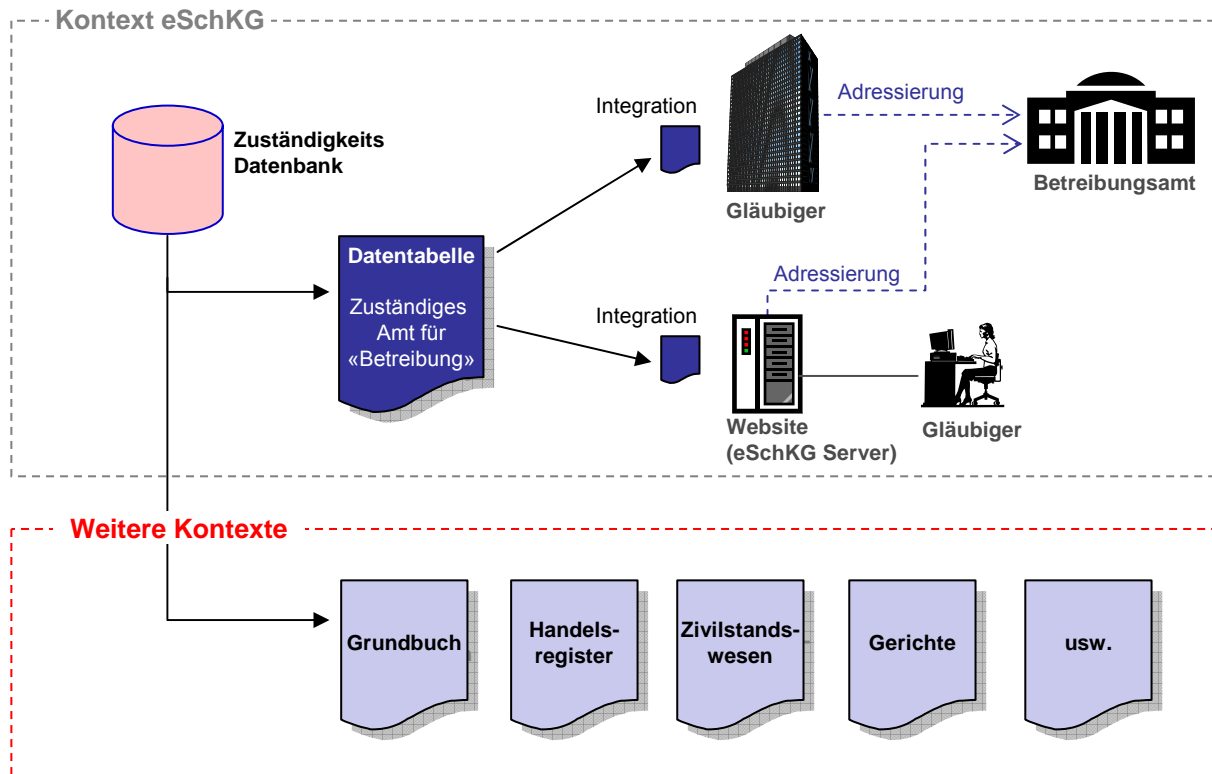 Kontext eSchKG
Zuständigkeits
Datenbank
Datentabelle
Zuständiges
Amt für
«Betreibung»
Integration
Gläubiger
Adressierung
Betreibungsamt
Integration
Adressierung
Website
(eSchKG Server)
Gläubiger
Weitere Kontexte
Grundbuch
Handels-
register
Zivilstands-
wesen
Gerichte
usw.